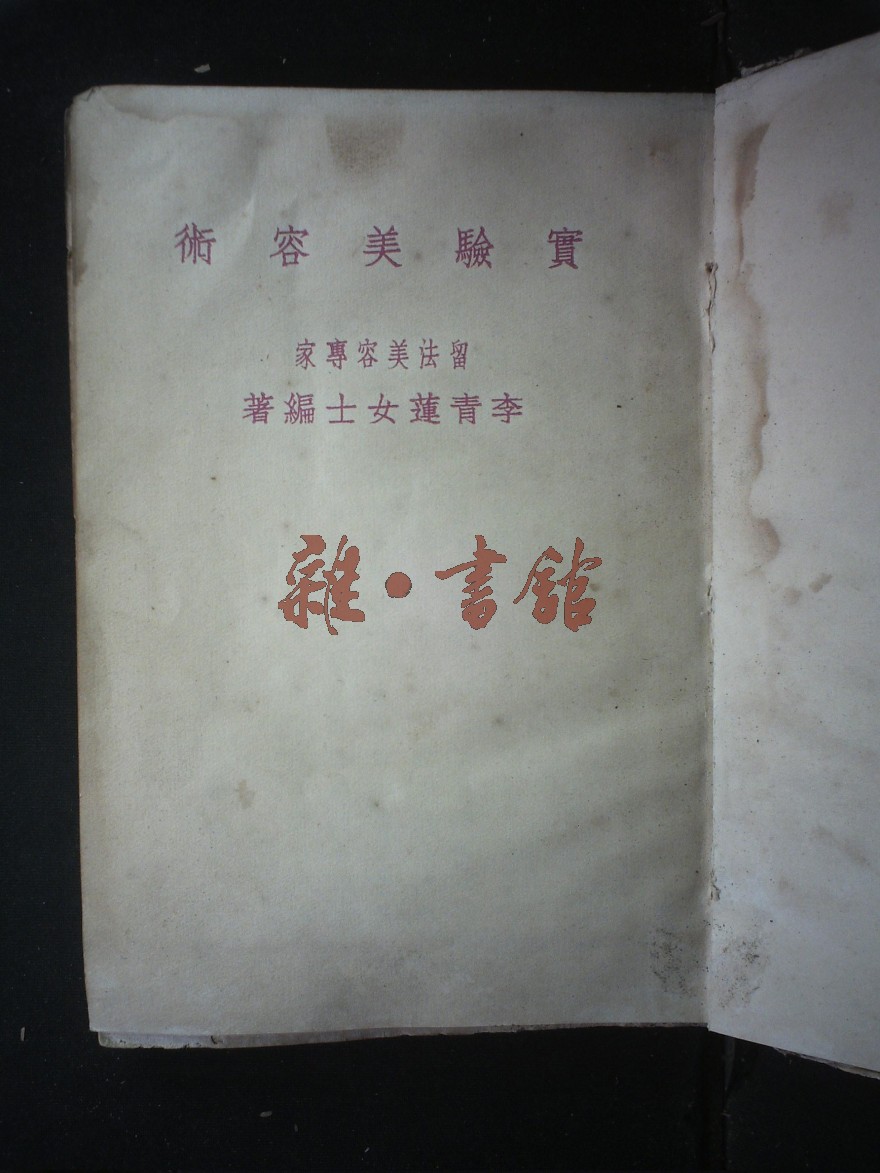 實驗美容術
留法美容專家
李青蓮女士編著
雜·書館